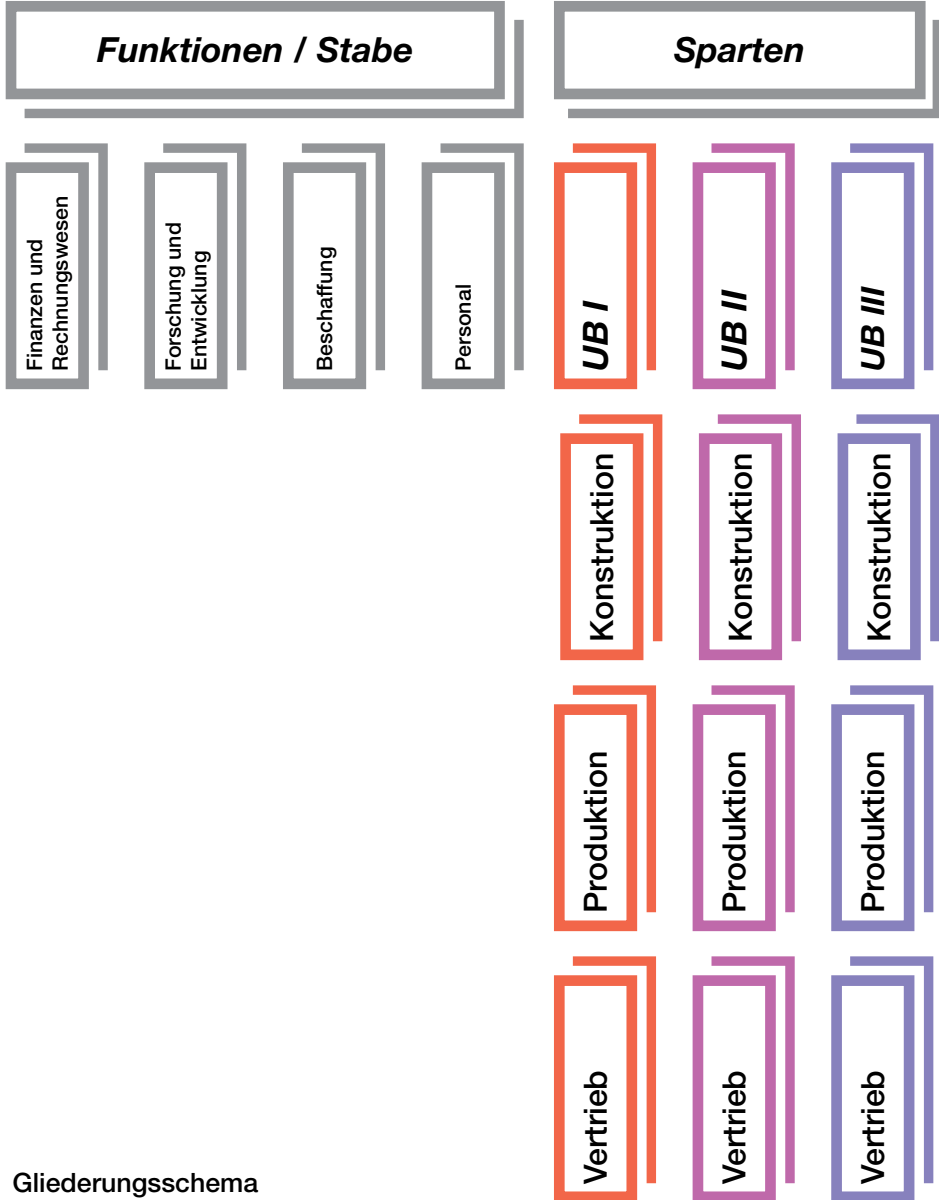 Funktionen / Stabe
Sparten
Finanzen und
Rechnungswesen
Forschung und
Entwicklung
Beschaffung
Personal
UB I
UB II
UB III
Konstruktion
Konstruktion
Konstruktion
Produktion
Produktion
Produktion
Vertrieb
Vertrieb
Vertrieb
Gliederungsschema